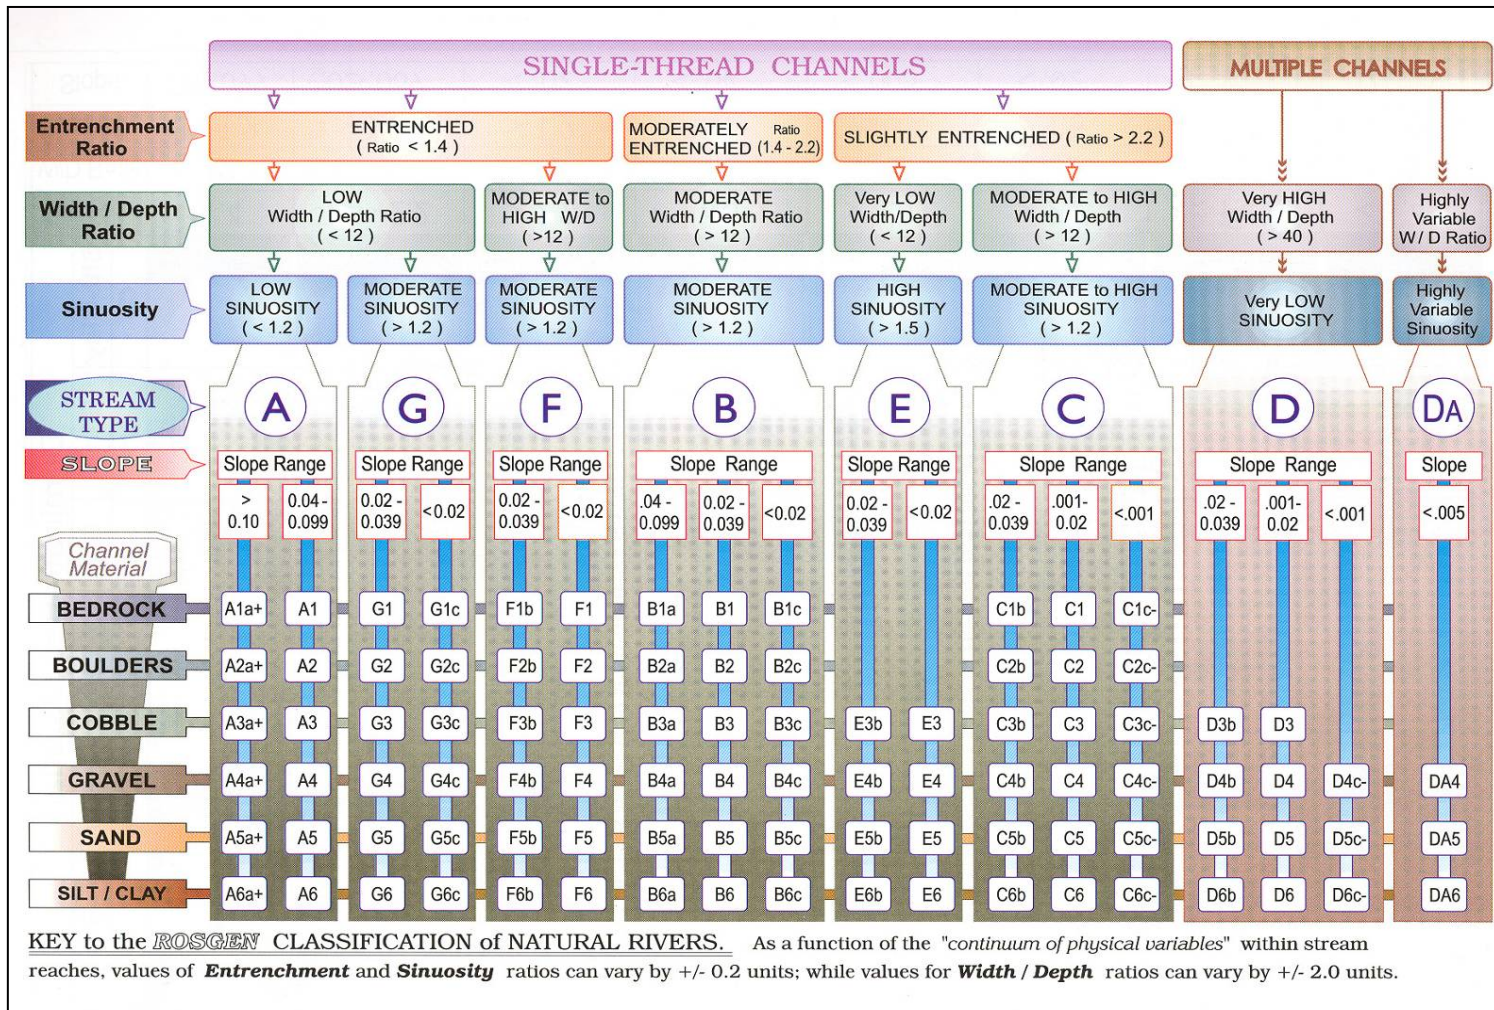 SINGLE-THREAD CHANNELS
MULTIPLE CHANNELS
Entrenchment
Ratio
ENTRENCHED
( Ratio < 1.4 )
MODERATELY Ratio
ENTRENCHED (1.4 - 2.2)
SLIGHTLY ENTRENCHED ( Ratio > 2.2 )
Width / Depth
Ratio
LOW
Width / Depth Ratio
( < 12 )
MODERATE to
HIGH W/D
( >12 )
MODERATE
Width / Depth Ratio
( > 12 )
Very LOW
Width/Depth
( < 12 )
MODERATE to HIGH
Width / Depth
( > 12 )
Very HIGH
Width / Depth
( > 40 )
Highly
Variable
W / D Ratio
Sinuosity
LOW
SINUOSITY
( < 1.2 )
MODERATE
SINUOSITY
( > 1.2 )
MODERATE
SINUOSITY
( > 1.2 )
MODERATE
SINUOSITY
( > 1.2 )
HIGH
SINUOSITY
( > 1.5 )
MODERATE to HIGH
SINUOSITY
( > 1.2 )
Very LOW
SINUOSITY
Highly
Variable
Sinuosity
STREAM
TYPE
A G F B E C D DA
SLOPE
Slope Range Slope Range Slope Range Slope Range Slope Range Slope Range Slope Range Slope
>
0.10
0.04 -
0.099
0.02 -
0.039
<0.02
0.02 -
0.039
<0.02
.04 -
0.099
0.02 -
0.039
<0.02
0.02 -
0.039
<0.02
.02 -
0.039
.001-
0.02
<.001
.02 -
0.039
.001-
0.02
<.001
<.005
Channel
Material
BEDROCK A1a+ A1 G1 G1c F1b F1 B1a B1 B1c C1b C1 C1c-
BOULDERS A2a+ A2 G2 G2c F2b F2 B2a B2 B2c C2b C2 C2c-
COBBLE A3a+ A3 G3 G3c F3b F3 B3a B3 B3c E3b E3 C3b C3 C3c- D3b D3
GRAVEL A4a+ A4 G4 G4c F4b F4 B4a B4 B4c E4b E4 C4b C4 C4c- D4b D4 D4c- DA4
SAND A5a+ A5 G5 G5c F5b F5 B5a B5 B5c E5b E5 C5b C5 C5c- D5b D5 D5c- DA5
SILT / CLAY A6a+ A6 G6 G6c F6b F6 B6a B6 B6c E6b E6 C6b C6 C6c- D6b D6 D6c- DA6
KEY to the ROSGEN CLASSIFICATION of NATURAL RIVERS. As a function of the "continuum of physical variables" within stream
reaches, values of Entrenchment and Sinuosity ratios can vary by +/- 0.2 units; while values for Width / Depth ratios can vary by +/- 2.0 units.